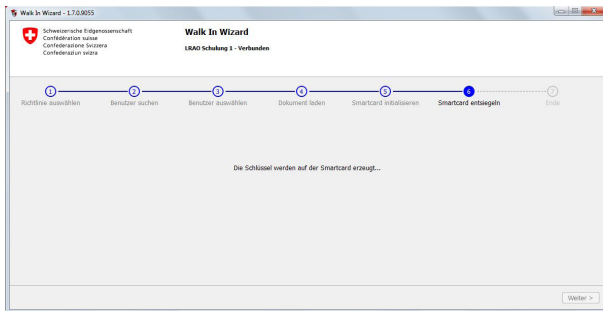 Walk In Wizard - 1.7.0.9055
Schweizerische Eidgenossenschaft
Confédération suisse
Confederazione Svizzera
Confederaziun svizra
Walk In Wizard
LRAO Schulung 1 - Verbunden
1 2 3 4 5 6 7
Richtlinie auswählen Benutzer suchen Benutzer auswählen Dokument laden Smartcard initialisieren Smartcard entsiegeln Ende
Die Schlüssel werden auf der Smartcard erzeugt...
Weiter >